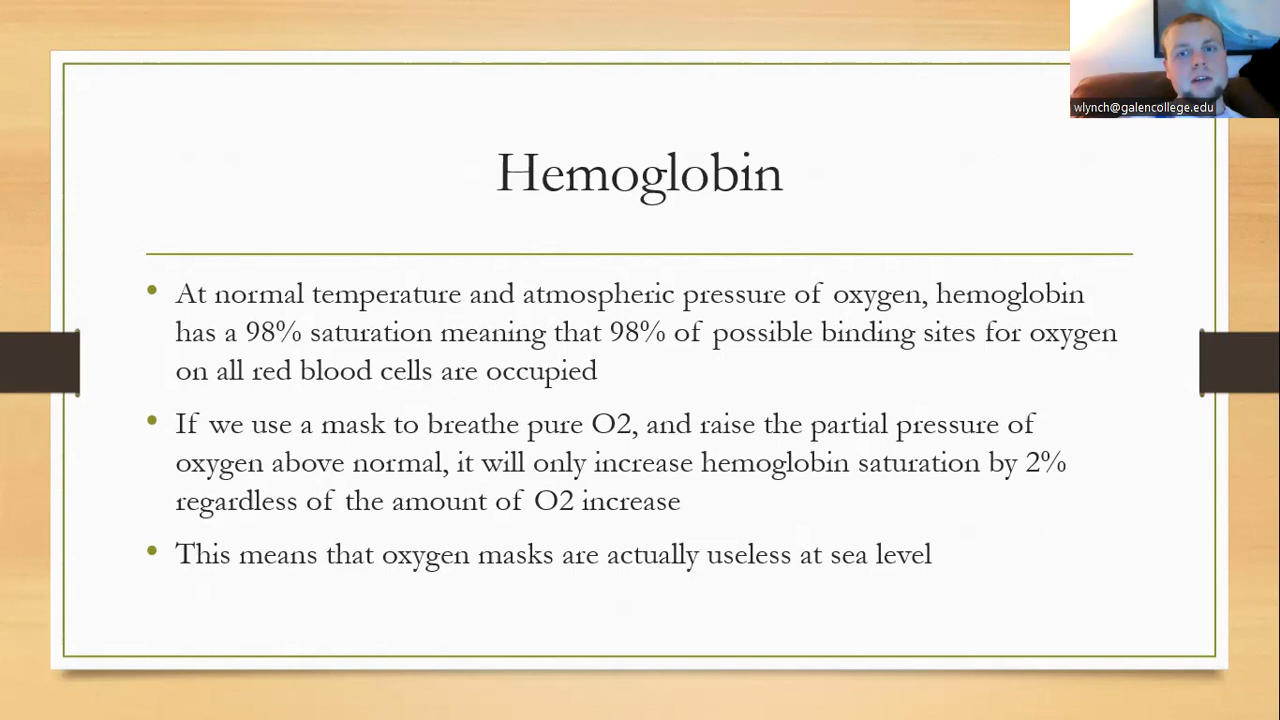 wlynch@galencollege.edu
Hemoglobin
• At normal temperature and atmospheric pressure of oxygen, hemoglobin
has a 98% saturation meaning that 98% of possible binding sites for oxygen
on all red blood cells are occupied
• If we use a mask to breathe pure O2, and raise the partial pressure of
oxygen above normal, it will only increase hemoglobin saturation by 2%
regardless of the amount of O2 increase
• This means that oxygen masks are actually useless at sea level